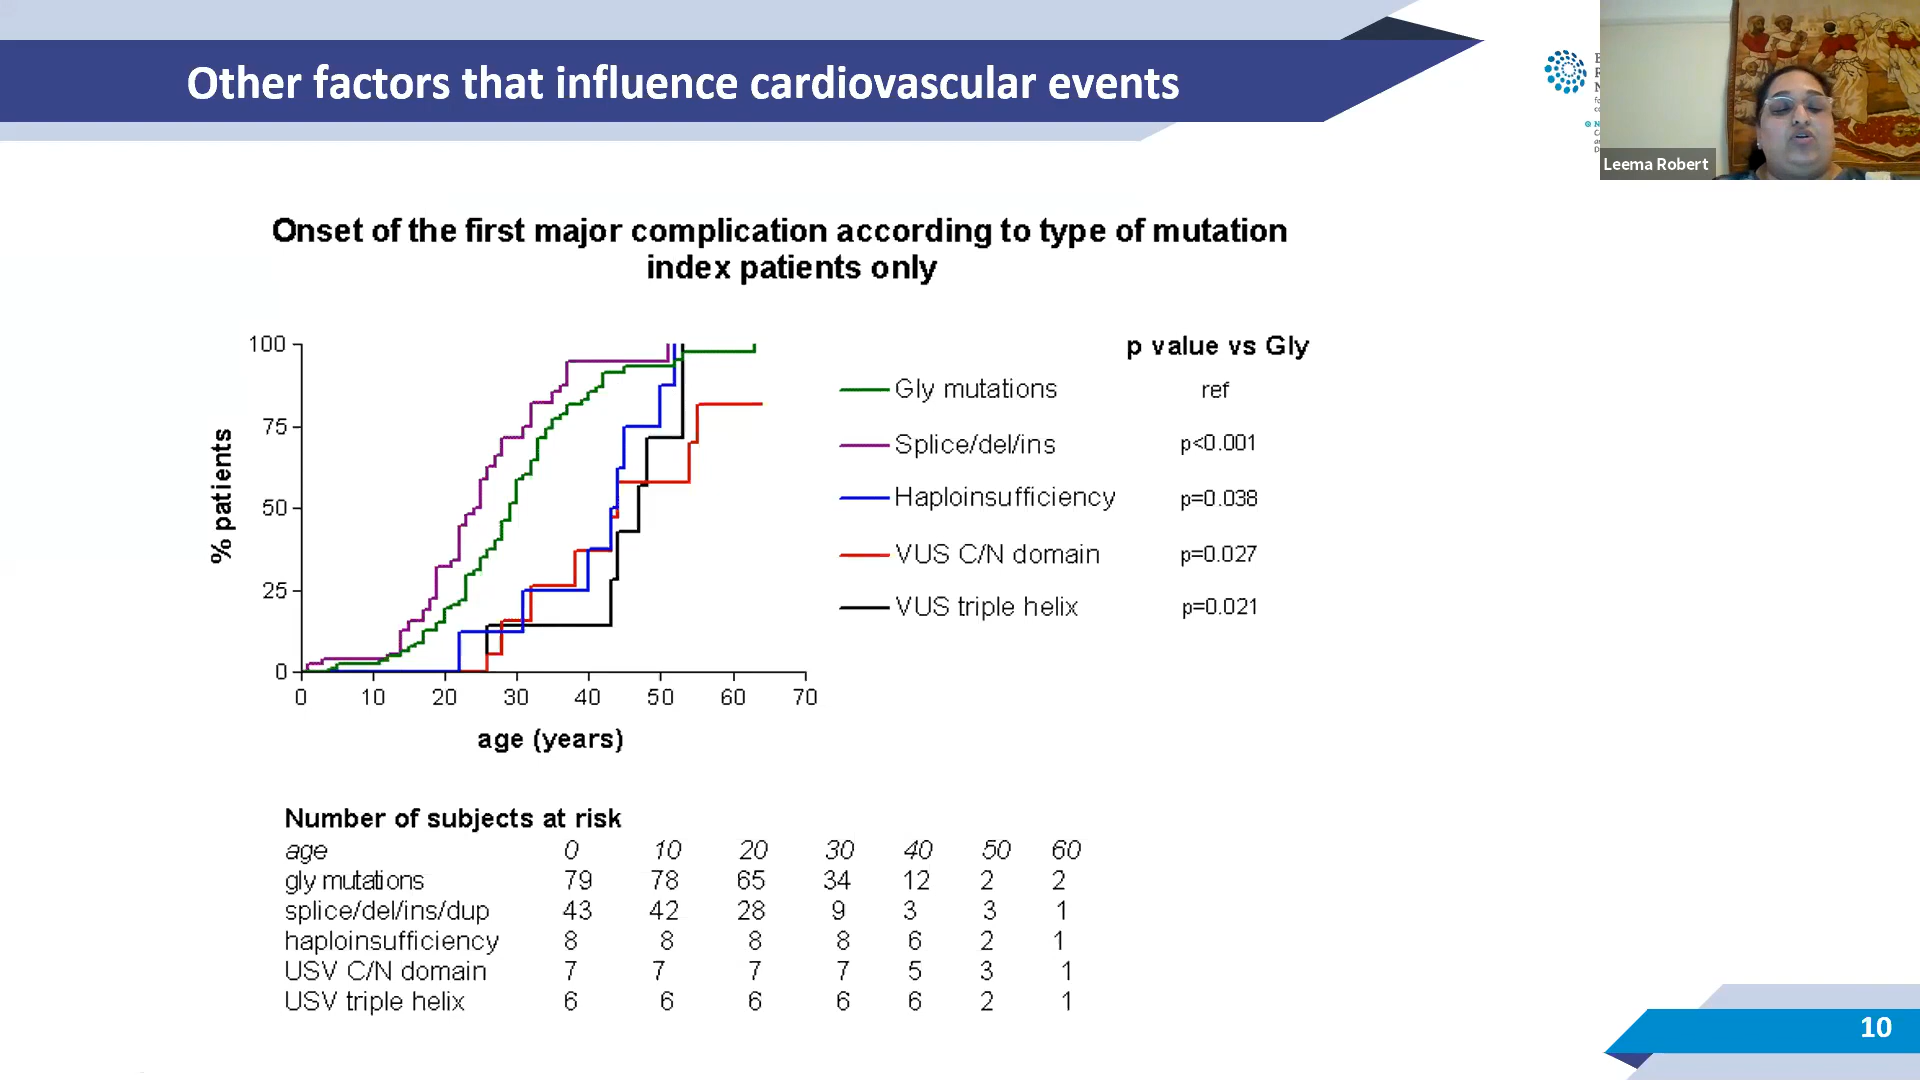 Other factors that influence cardiovascular events
Leema Robert
Onset of the first major complication according to type of mutation
index patients only
% patients
100
75
50
25
0
0 10 20 30 40 50 60 70
age (years)
p value vs Gly
Gly mutations ref
Splice/del/ins p<0.001
Haploinsufficiency p=0.038
VUS C/N domain p=0.027
VUS triple helix p=0.021
Number of subjects at risk
age 0 10 20 30 40 50 60
gly mutations 79 78 65 34 12 2 2
splice/del/ins/dup 43 42 28 9 3 3 1
haploinsufficiency 8 8 8 8 6 2 1
USV C/N domain 7 7 7 7 5 3 1
USV triple helix 6 6 6 6 6 2 1
10